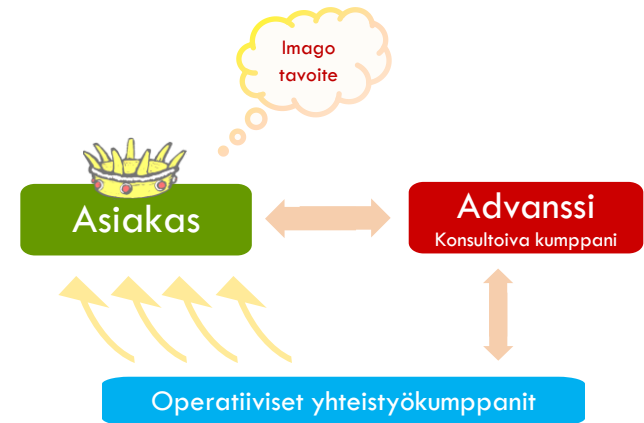 Imago
tavoite
Asiakas
Advanssi
Konsultoiva kumppani
Operatiiviset yhteistyökumppanit